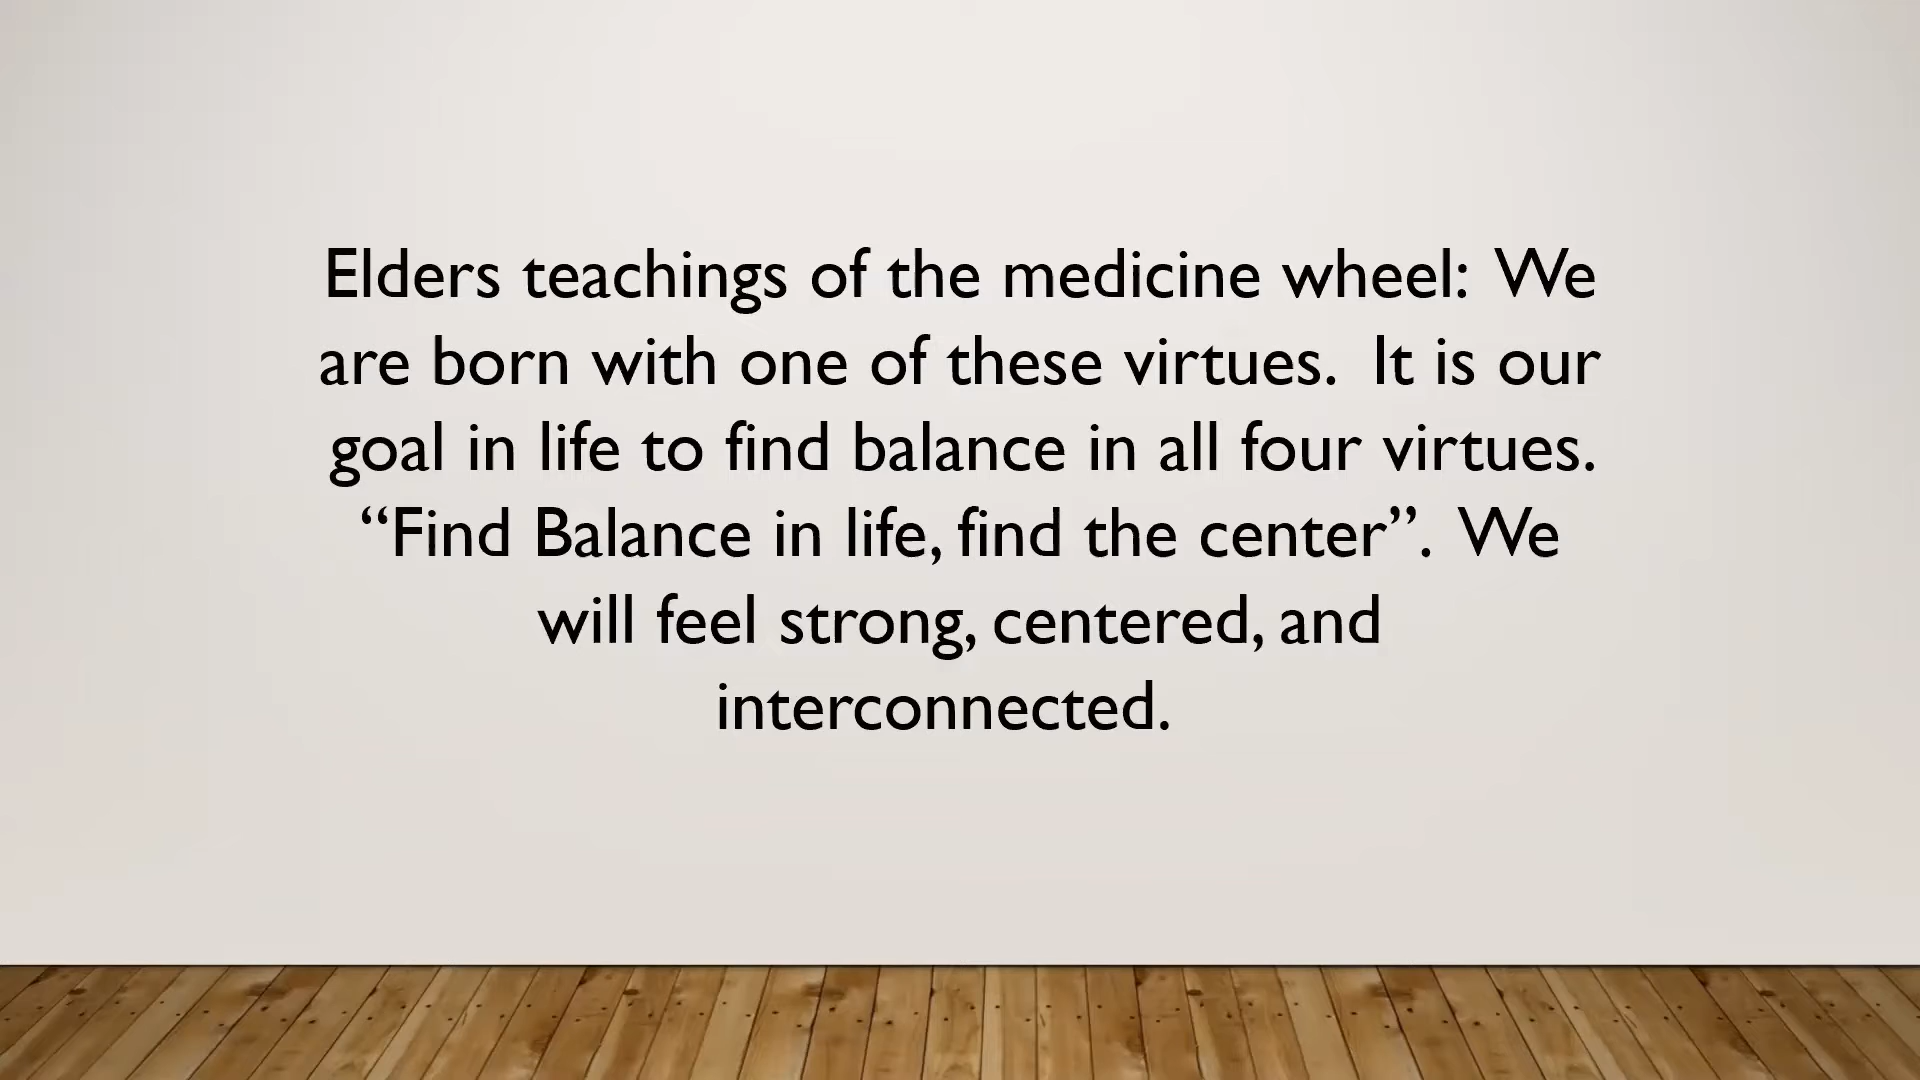 Elders teachings of the medicine wheel:  We
are born with one of these virtues.  It is our
goal in life to find balance in all four virtues.
“Find Balance in life, find the center”.  We
will feel strong, centered, and
interconnected.